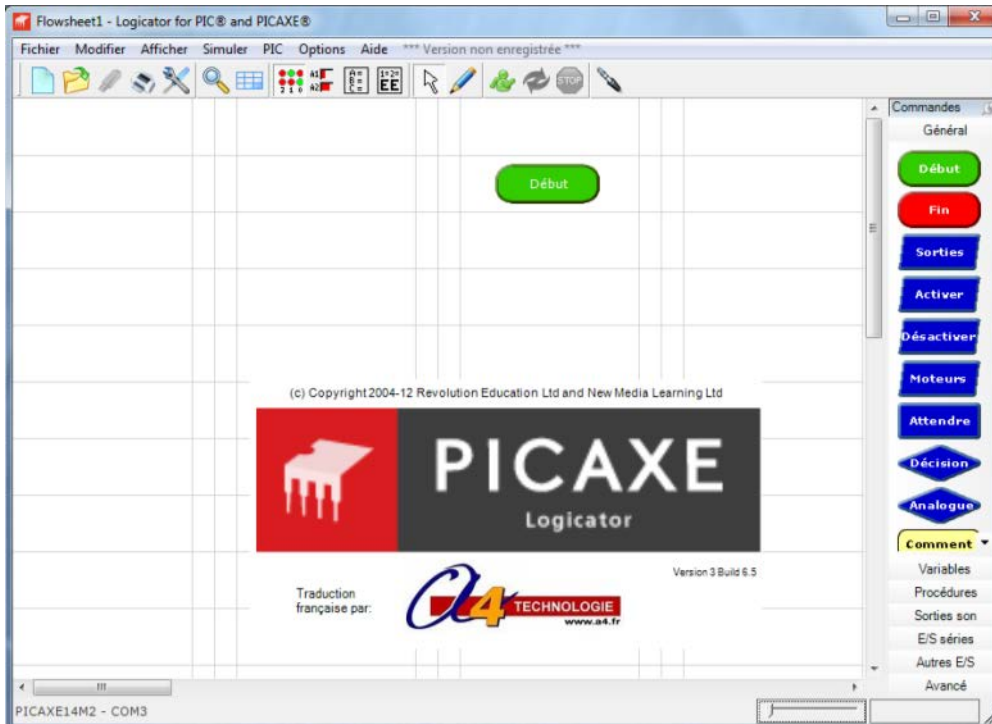 Flowsheet1 - Logicator for PIC® and PICAXE®
Fichier Modifier Afficher Simuler PIC Options Aide *** Version non enregistrée ***
Commandes
Général
Début
Fin
Sorties
Activer
Désactiver
Moteurs
Attendre
Décision
Analogue
Comment
Variables
Procédures
Sorties son
E/S séries
Autres E/S
Avancé
Début
(c) Copyright 2004-12 Revolution Education Ltd and New Media Learning Ltd
PICAXE
Logicator
Version 3 Build 6.5
Traduction
française par:
a4 TECHNOLOGIE
www.a4.fr
PICAXE14M2 - COM3